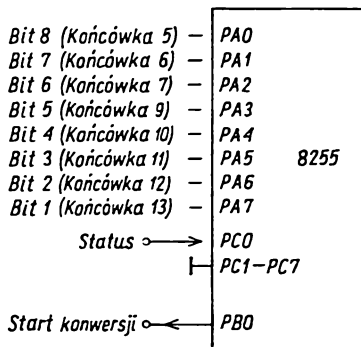 Bit 8 (Końcówka 5) – PA0
Bit 7 (Końcówka 6) – PA1
Bit 6 (Końcówka 7) – PA2
Bit 5 (Końcówka 9) – PA3
Bit 4 (Końcówka 10) – PA4
Bit 3 (Końcówka 11) – PA5 8255
Bit 2 (Końcówka 12) – PA6
Bit 1 (Końcówka 13) – PA7
Status PC0
PC1–PC7
Start konwersji PB0